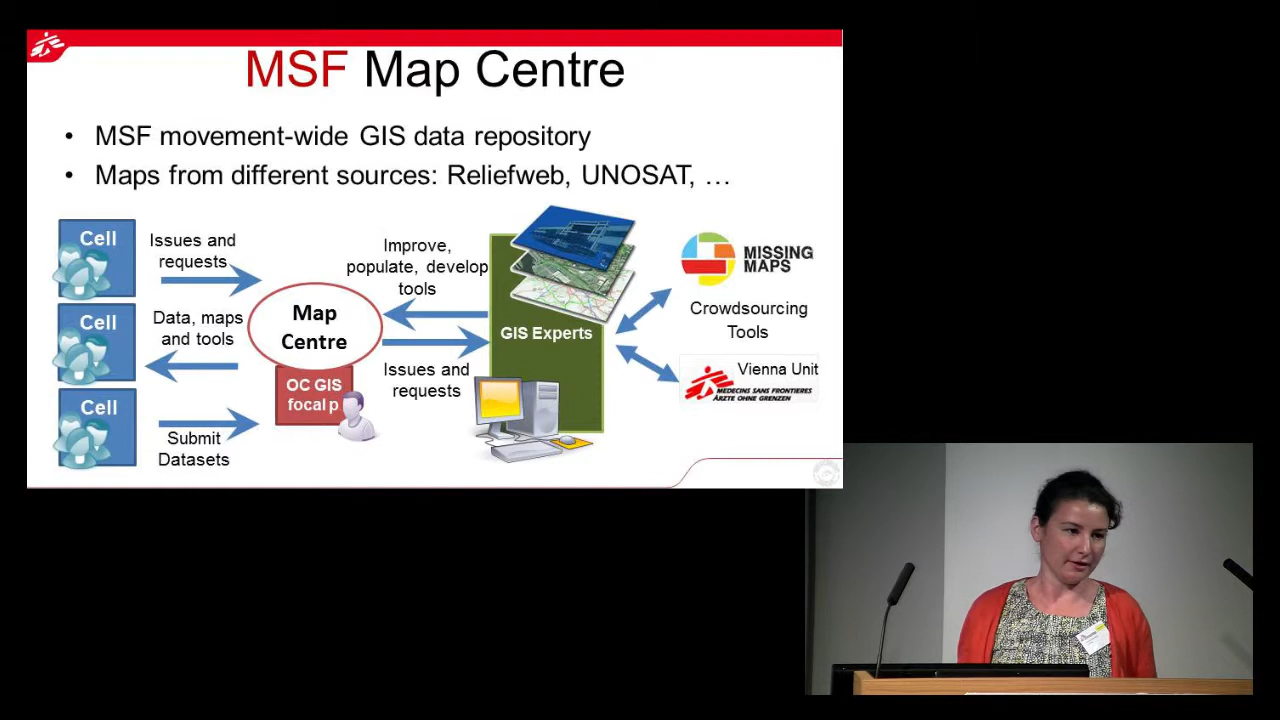 MSF Map Centre
• MSF movement-wide GIS data repository
• Maps from different sources: Reliefweb, UNOSAT, …
Cell
Issues and
requests
Cell
Data, maps
and tools
Cell
Submit
Datasets
Map
Centre
OC GIS
focal p
Improve,
populate, develop
tools
Issues and
requests
GIS Experts
MISSING
MAPS
Crowdsourcing
Tools
Vienna Unit
MEDECINS SANS FRONTIERES
ÄRZTE OHNE GRENZEN